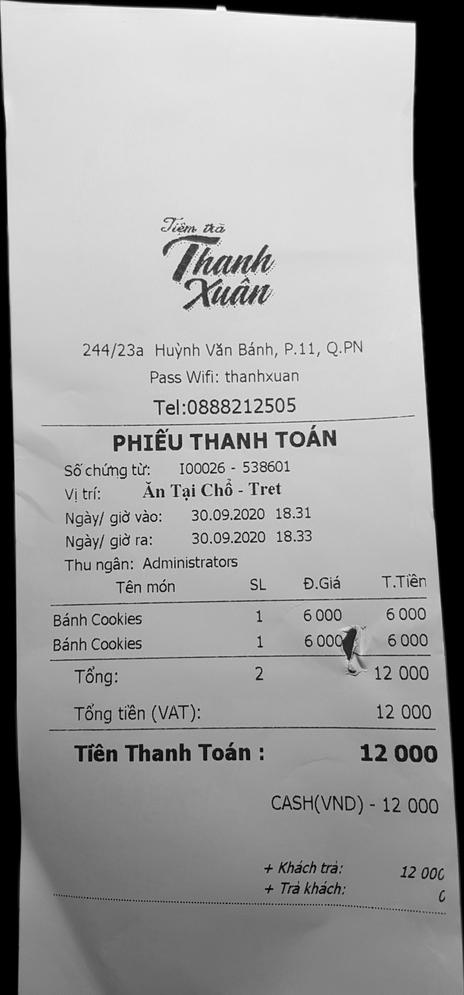 Tiệm trà
Thanh
Xuân
244/23a Huỳnh Văn Bánh, P.11, Q.PN
Pass Wifi: thanhxuan
Tel:0888212505
PHIẾU THANH TOÁN
Số chứng từ: I00026 - 538601
Vị trí: Ăn Tại Chổ - Tret
Ngày/ giờ vào: 30.09.2020 18.31
Ngày/ giờ ra: 30.09.2020 18.33
Thu ngân: Administrators
Tên món SL Đ.Giá T.Tiền
Bánh Cookies 1 6 000 6 000
Bánh Cookies 1 6 000 6 000
Tổng: 2 12 000
Tổng tiền (VAT): 12 000
Tiền Thanh Toán : 12 000
CASH(VND) - 12 000
+ Khách trả: 12 000
+ Trả khách: 0